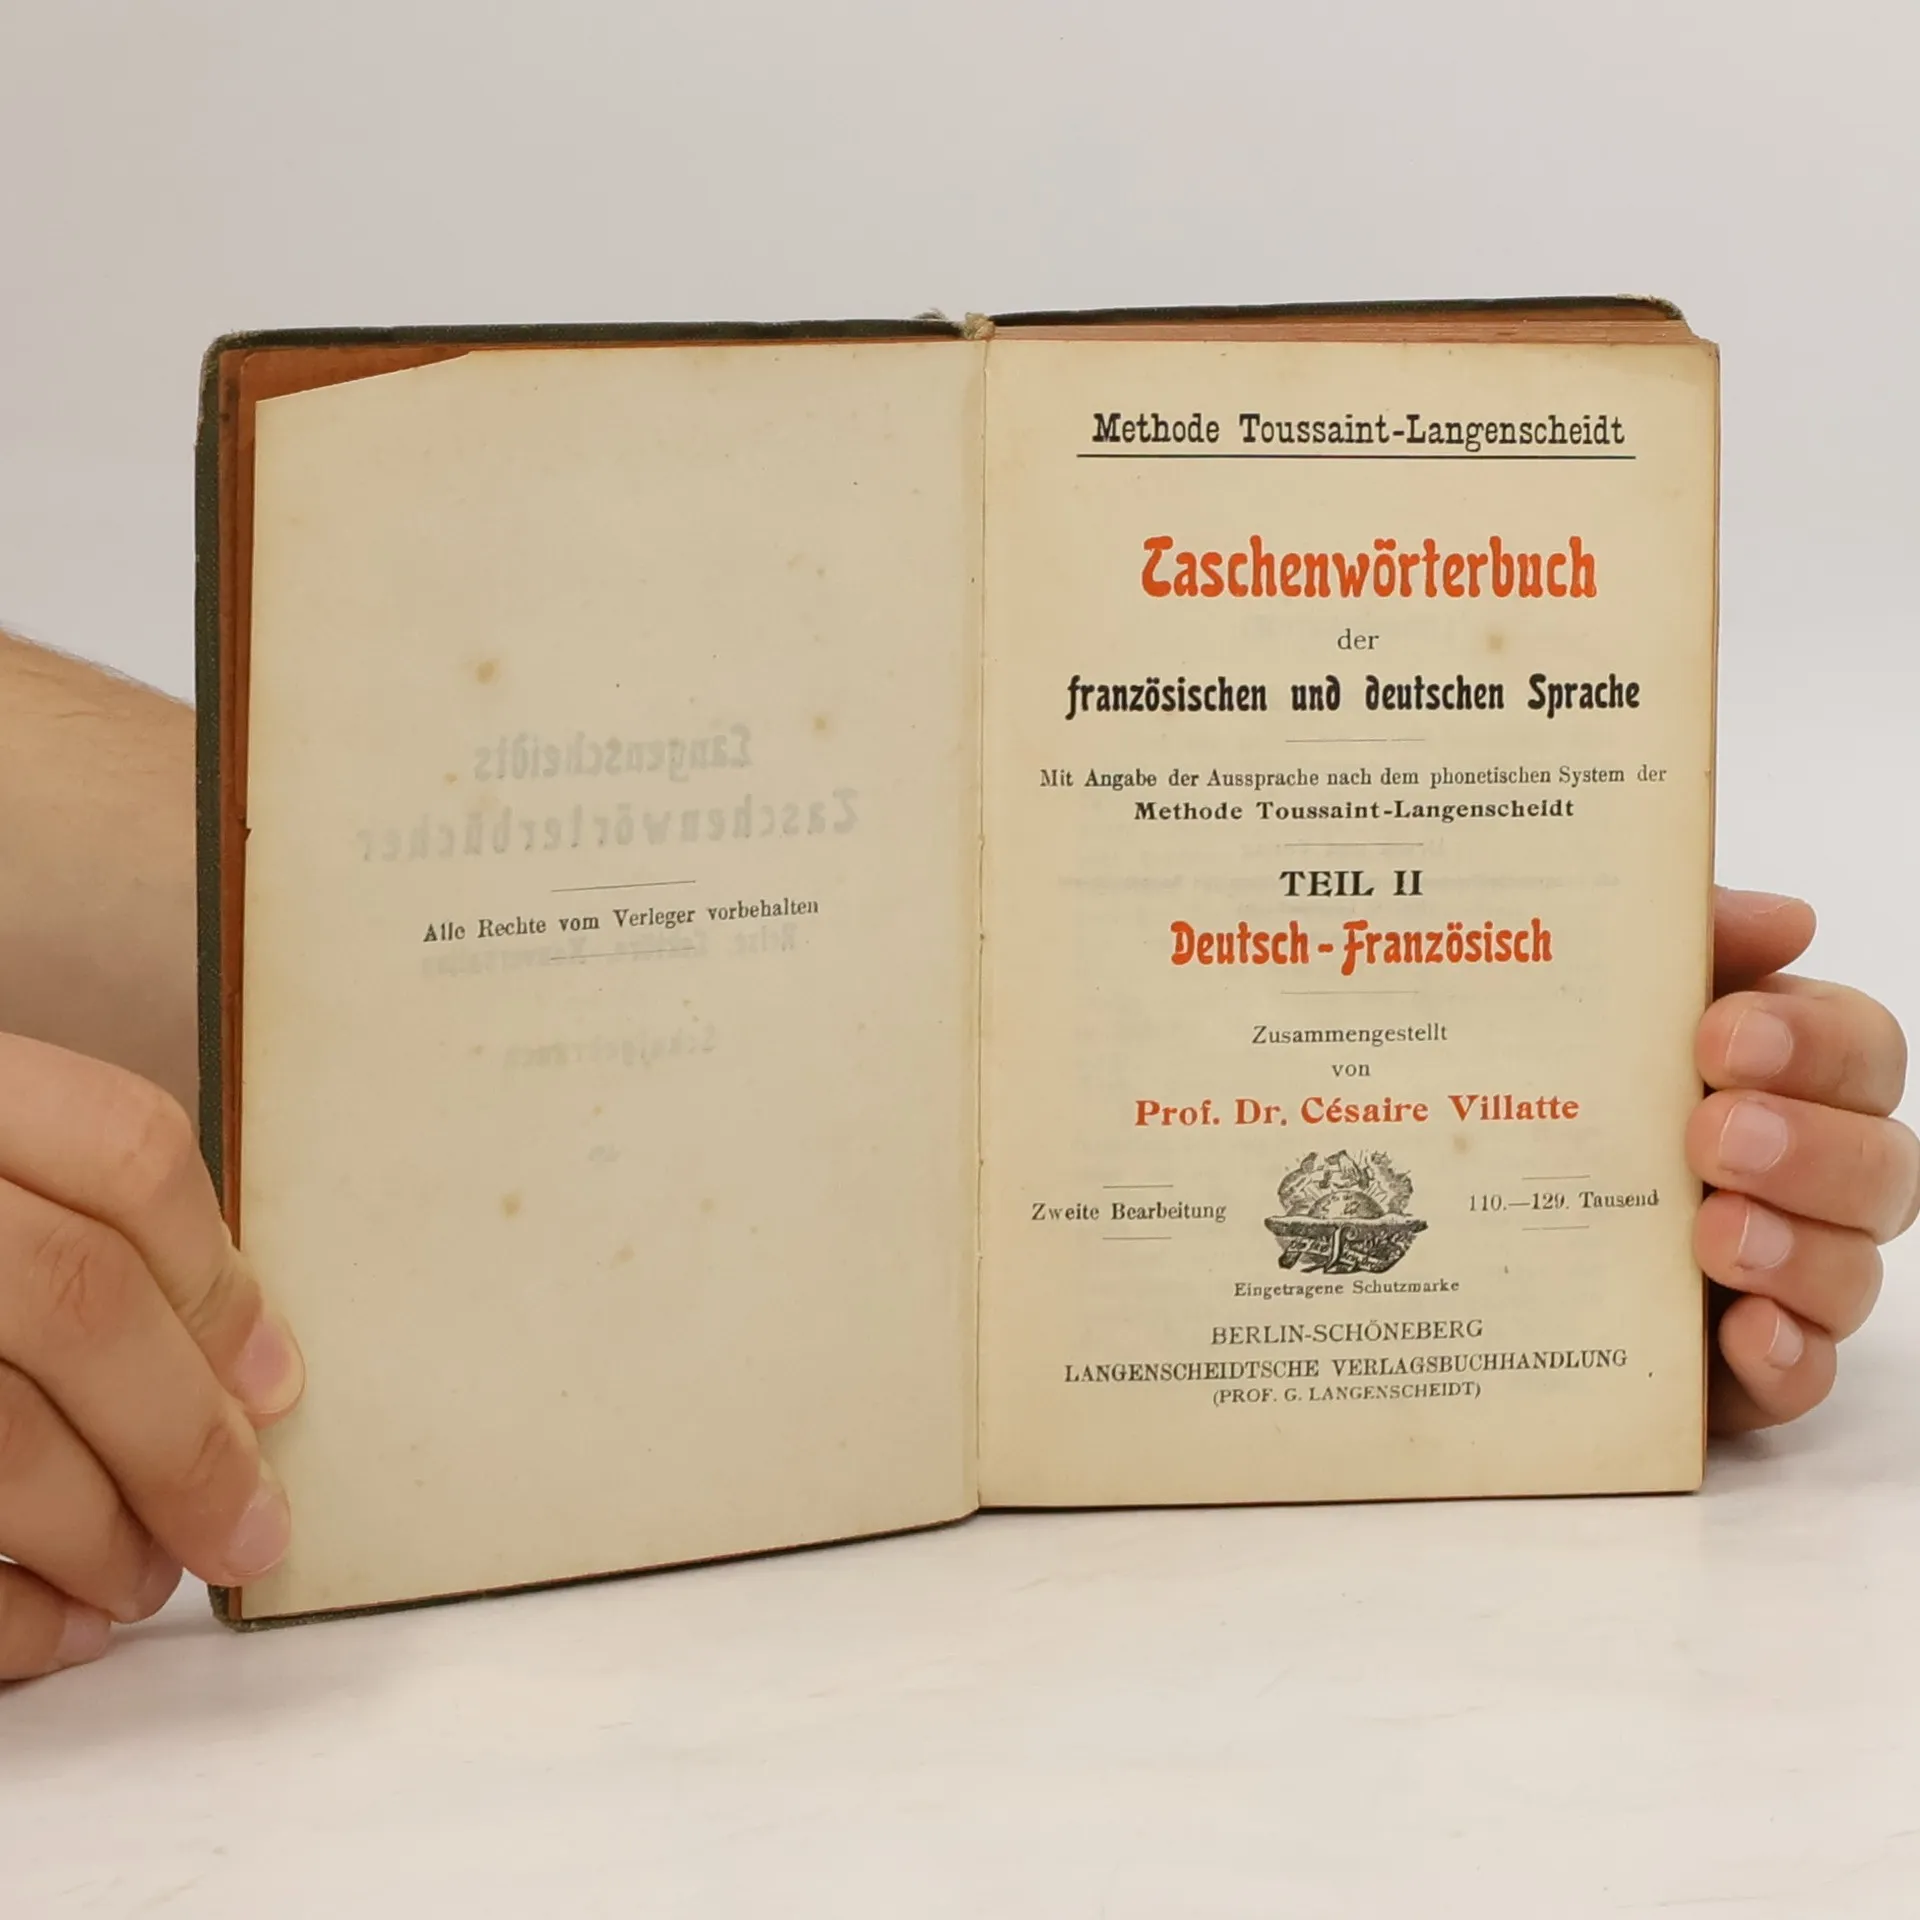 Alle Rechte vom Verleger vorbehalten
Methode Toussaint-Langenscheidt
Taschenwörterbuch
der
französischen und deutschen Sprache
Mit Angabe der Aussprache nach dem phonetischen System der
Methode Toussaint-Langenscheidt
TEIL II
Deutsch-Französisch
Zusammengestellt
von
Prof. Dr. Césaire Villatte
Zweite Bearbeitung
110.—129. Tausend
Eingetragene Schutzmarke
BERLIN-SCHÖNEBERG
LANGENSCHEIDTSCHE VERLAGSBUCHHANDLUNG
(PROF. G. LANGENSCHEIDT)